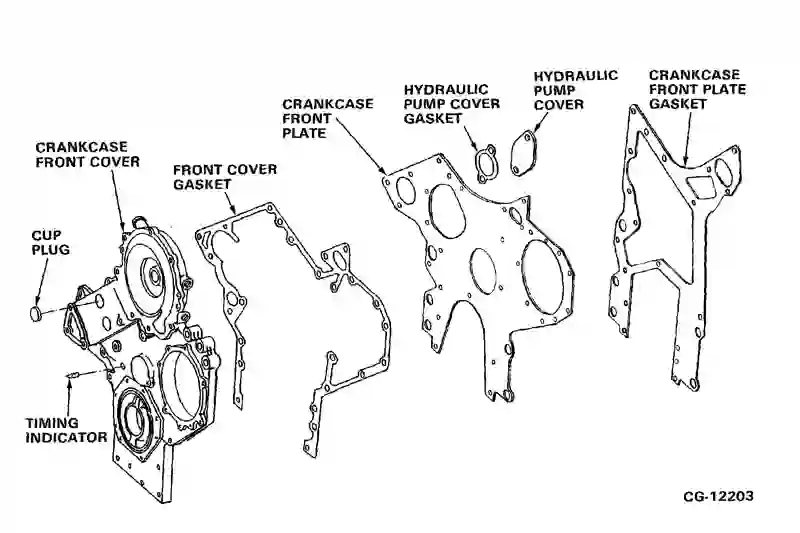 CRANKCASE
FRONT COVER
CUP
PLUG
TIMING
INDICATOR
FRONT COVER
GASKET
CRANKCASE
FRONT
PLATE
HYDRAULIC
PUMP COVER
GASKET
HYDRAULIC
PUMP
COVER
CRANKCASE
FRONT PLATE
GASKET
CG-12203